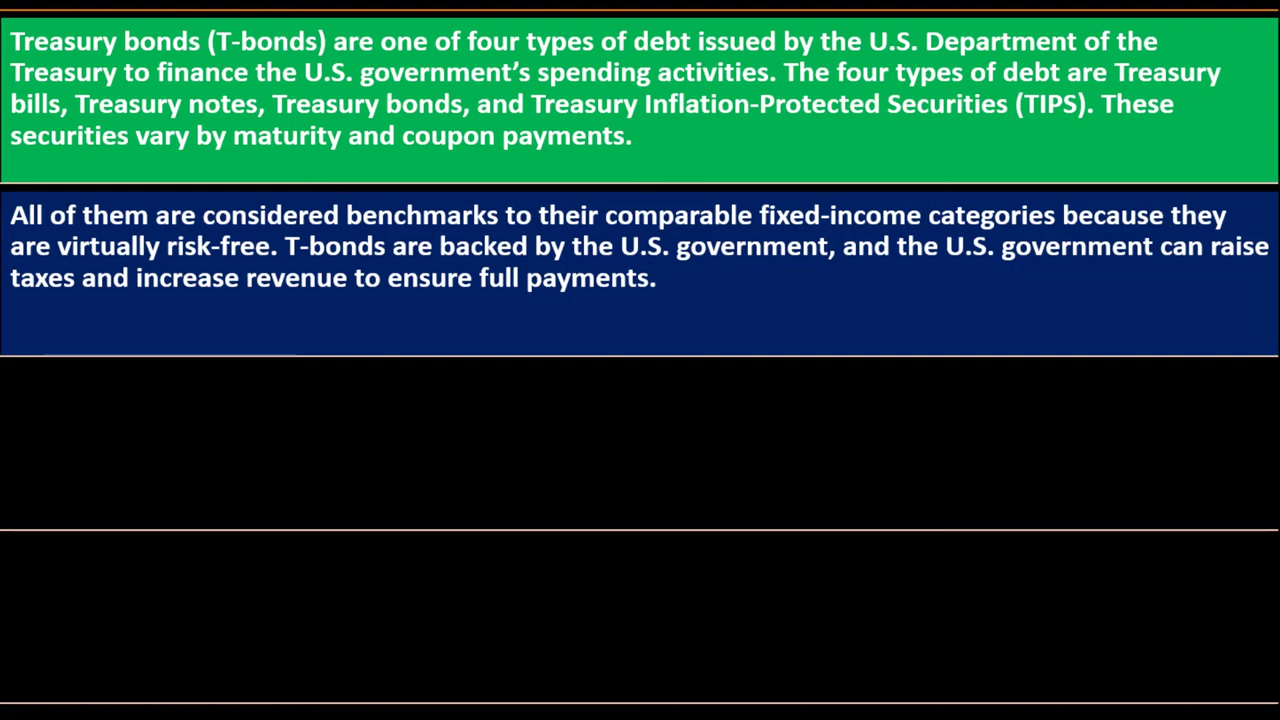 Treasury bonds (T-bonds) are one of four types of debt issued by the U.S. Department of the
Treasury to finance the U.S. government’s spending activities. The four types of debt are Treasury
bills, Treasury notes, Treasury bonds, and Treasury Inflation-Protected Securities (TIPS). These
securities vary by maturity and coupon payments.
All of them are considered benchmarks to their comparable fixed-income categories because they
are virtually risk-free. T-bonds are backed by the U.S. government, and the U.S. government can raise
taxes and increase revenue to ensure full payments.